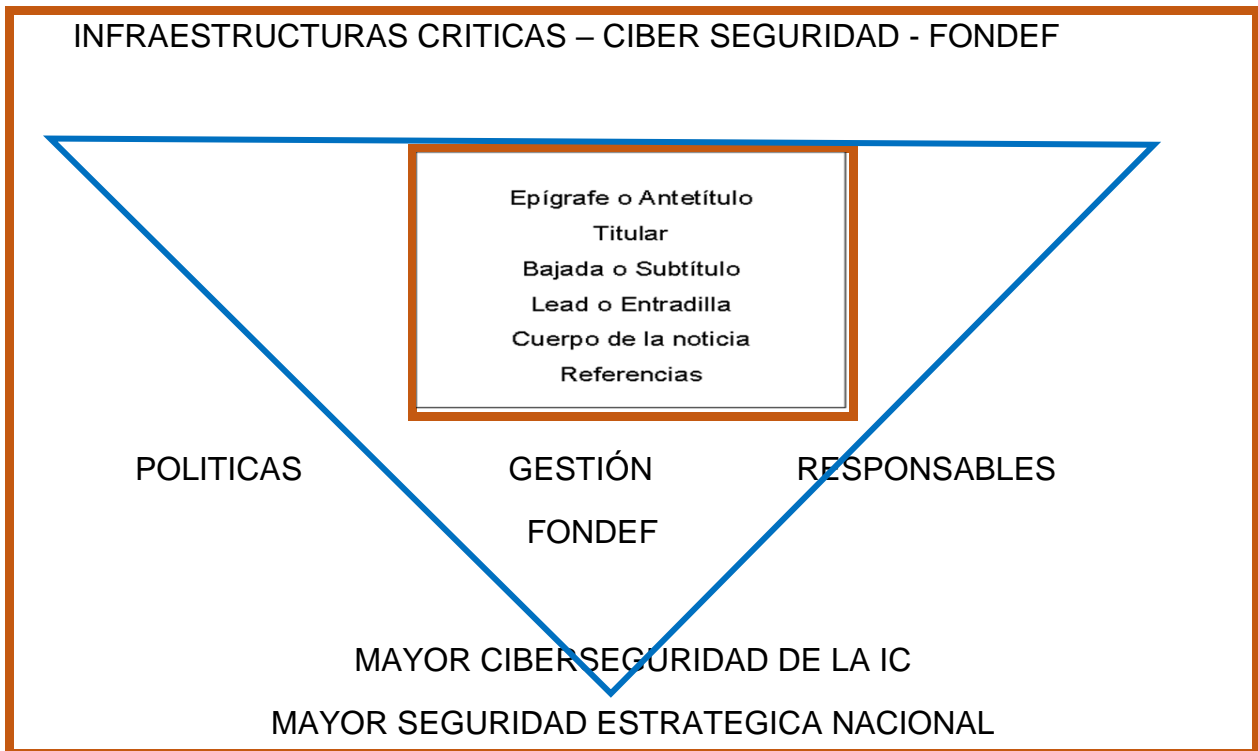 INFRAESTRUCTURAS CRITICAS – CIBER SEGURIDAD - FONDEF
Epígrafe o Antetítulo
Titular
Bajada o Subtítulo
Lead o Entradilla
Cuerpo de la noticia
Referencias
POLITICAS GESTIÓN RESPONSABLES
FONDEF
MAYOR CIBERSEGURIDAD DE LA IC
MAYOR SEGURIDAD ESTRATEGICA NACIONAL